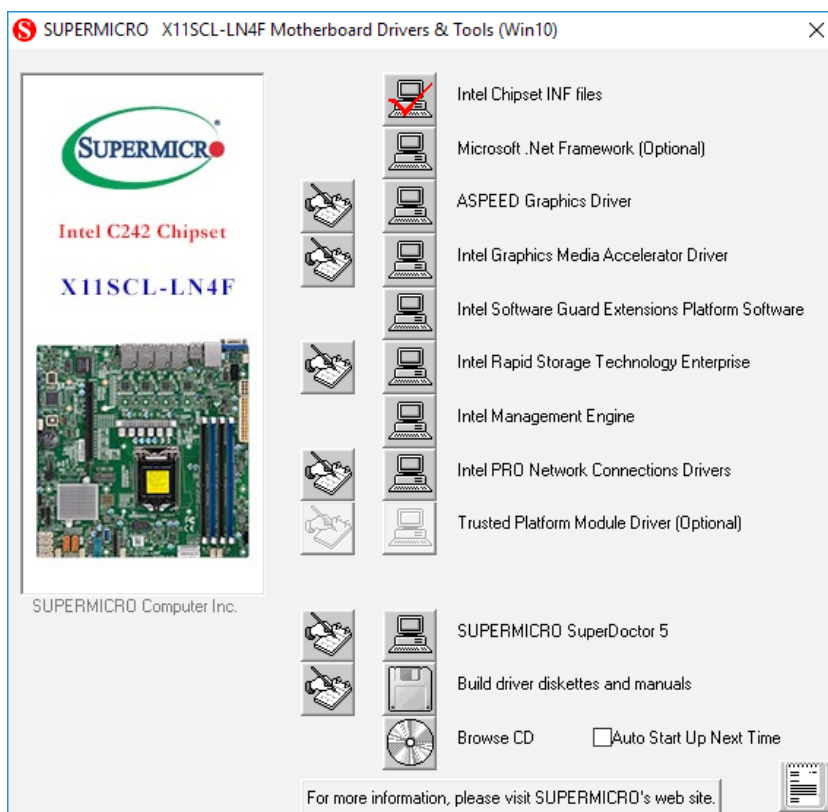 SUPERMICRO   X11SCL-LN4F Motherboard Drivers & Tools (Win10)
SUPERMICR
Intel C242 Chipset
X11SCL-LN4F
SUPERMICRO Computer Inc.
Intel Chipset INF files
Microsoft .Net Framework (Optional)
ASPEED Graphics Driver
Intel Graphics Media Accelerator Driver
Intel Software Guard Extensions Platform Software
Intel Rapid Storage Technology Enterprise
Intel Management Engine
Intel PRO Network Connections Drivers
Trusted Platform Module Driver (Optional)
SUPERMICRO SuperDoctor 5
Build driver diskettes and manuals
Browse CD
Auto Start Up Next Time
For more information, please visit SUPERMICRO's web site.